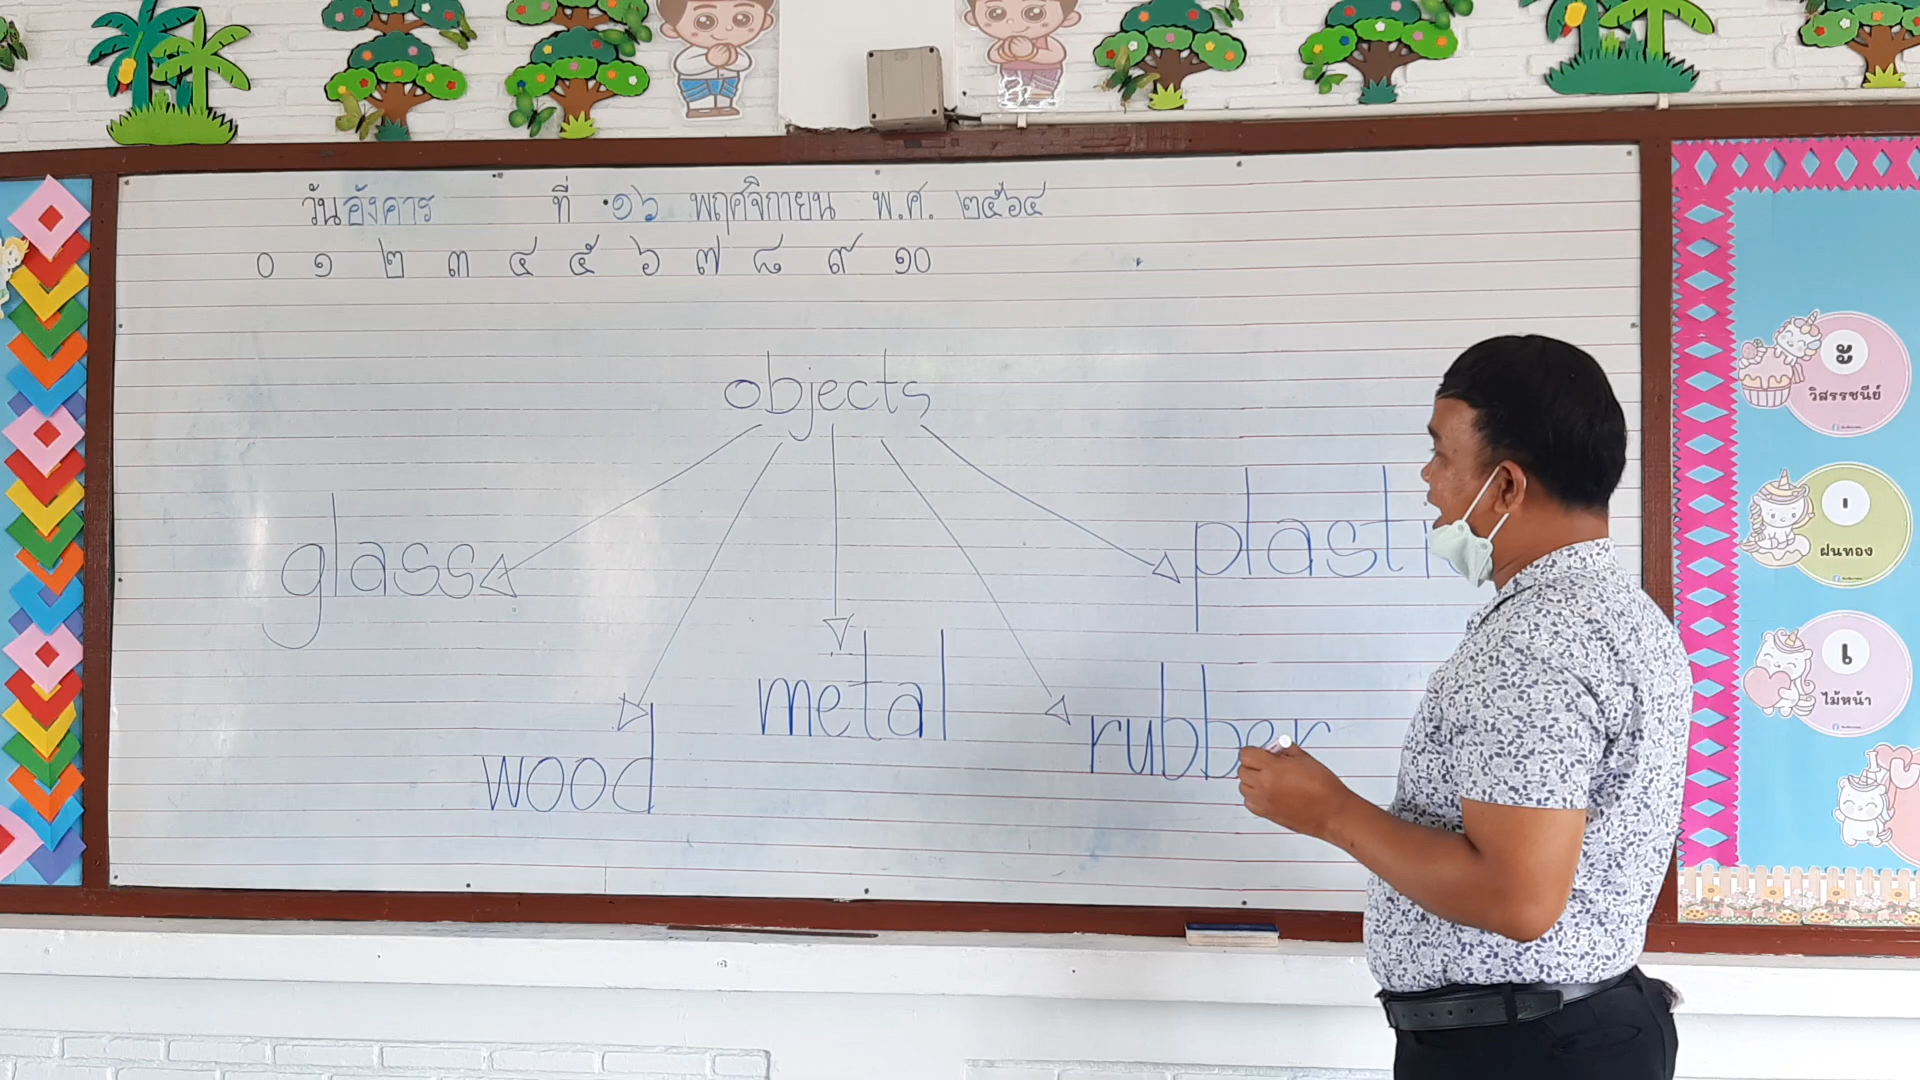 วันอังคาร ที่ ๑๖ พฤศจิกายน พ.ศ. ๒๕๖๔
๐ ๑ ๒ ๓ ๔ ๕ ๖ ๗ ๘ ๙ ๑๐
objects
glass
wood
metal
rubber
plastic
ะ
วิสรรชนีย์
ฝนทอง
เ
ไม้หน้า